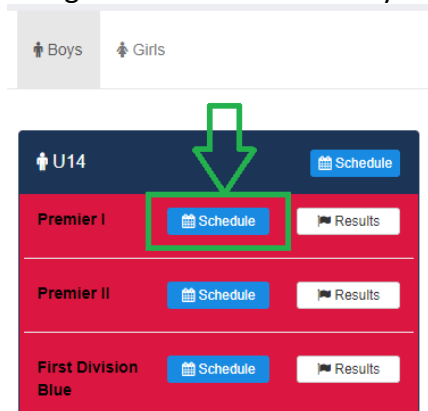 Boys Girls
U14 Schedule
Premier I Schedule Results
Premier II Schedule Results
First Division Schedule Results
Blue